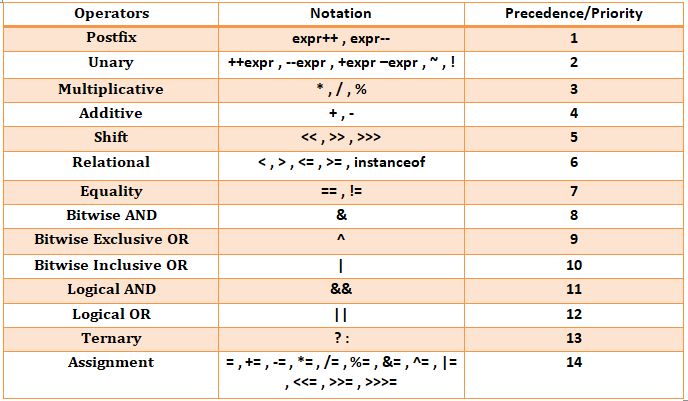 Operators Notation Precedence/Priority
Postfix expr++ , expr-- 1
Unary ++expr , --expr , +expr –expr , ~ , ! 2
Multiplicative * , / , % 3
Additive + , - 4
Shift << , >> , >>> 5
Relational < , > , <= , >= , instanceof 6
Equality == , != 7
Bitwise AND & 8
Bitwise Exclusive OR ^ 9
Bitwise Inclusive OR | 10
Logical AND && 11
Logical OR || 12
Ternary ? : 13
Assignment = , += , -= , *= , /= , %= , &= , ^= , |= 14
, <<= , >>= , >>>=